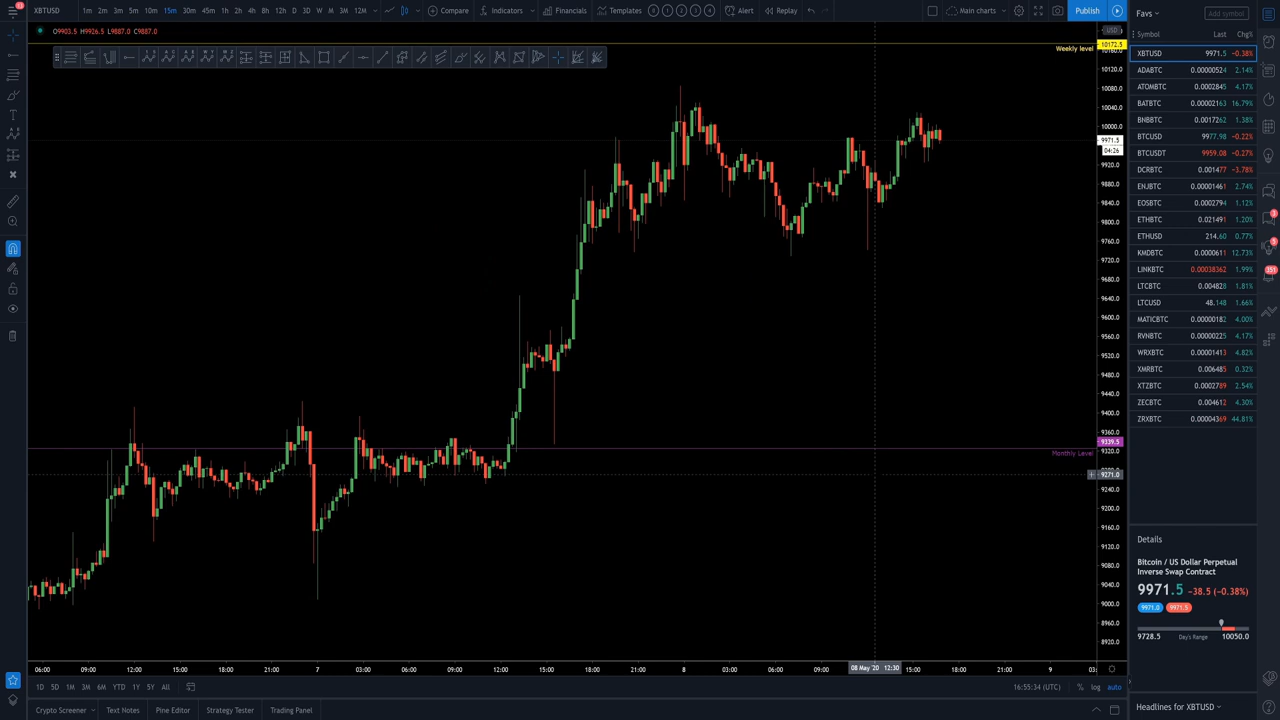 XBTUSD 1m 2m 3m 5m 10m 15m 30m 45m 1h 2h 4h 8h 12h D 3D W M 3M 12M Compare Indicators Financials Templates Alert Replay Main charts Publish Favs Add symbol
O9903.5 H9926.5 L9887.0 C9887.0
USD
10172.5
Weekly level
10160.0
10120.0
10080.0
10040.0
10000.0
9971.5
04:26
9920.0
9880.0
9840.0
9800.0
9760.0
9720.0
9680.0
9640.0
9600.0
9560.0
9520.0
9480.0
9440.0
9400.0
9360.0
9339.5
Monthly Level
9320.0
9271.0
9240.0
9200.0
9160.0
9120.0
9080.0
9040.0
9000.0
8960.0
8920.0
06:00 09:00 12:00 15:00 18:00 21:00 7 03:00 06:00 09:00 12:00 15:00 18:00 21:00 8 03:00 06:00 09:00 08 May '20 12:30 15:00 18:00 21:00 9
1D 5D 1M 3M 6M YTD 1Y 5Y All 16:55:34 (UTC) % log auto
Crypto Screener Text Notes Pine Editor Strategy Tester Trading Panel
Symbol Last Chg%
XBTUSD 9971.5 −0.38%
ADABTC 0.00000524 2.14%
ATOMBTC 0.0002845 4.17%
BATBTC 0.00002163 16.79%
BNBBTC 0.0017262 1.38%
BTCUSD 9977.98 −0.22%
BTCUSDT 9959.08 −0.27%
DCRBTC 0.001477 −3.78%
ENJBTC 0.00001461 2.74%
EOSBTC 0.0002794 1.12%
ETHBTC 0.021491 1.20%
ETHUSD 214.60 0.77%
KMDBTC 0.0000611 12.73%
LINKBTC 0.00038362 1.99%
LTCBTC 0.004828 1.81%
LTCUSD 48.148 1.66%
MATICBTC 0.00000182 4.00%
RVNBTC 0.00000225 4.17%
WRXBTC 0.00001413 4.82%
XMRBTC 0.006485 0.32%
XTZBTC 0.0002789 2.54%
ZECBTC 0.004612 4.30%
ZRXBTC 0.00004369 44.81%
Details
Bitcoin / US Dollar Perpetual
Inverse Swap Contract
9971.5 −38.5 (−0.38%)
9971.0 9971.5
9728.5 Day's Range 10050.0
Headlines for XBTUSD